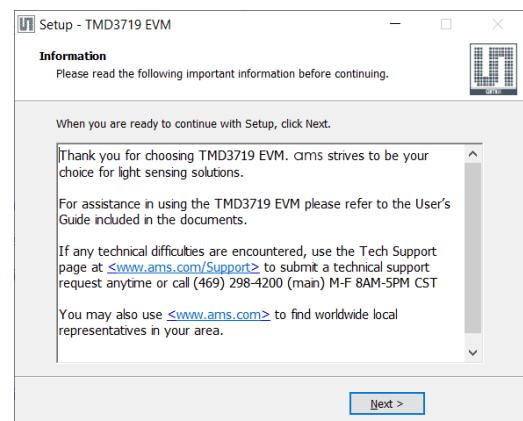 Setup - TMD3719 EVM
Information
Please read the following important information before continuing.
amu
When you are ready to continue with Setup, click Next.
Thank you for choosing TMD3719 EVM. ams strives to be your
choice for light sensing solutions.
For assistance in using the TMD3719 EVM please refer to the User's
Guide included in the documents.
If any technical difficulties are encountered, use the Tech Support
page at <www.ams.com/Support> to submit a technical support
request anytime or call (469) 298-4200 (main) M-F 8AM-5PM CST
You may also use <www.ams.com> to find worldwide local
representatives in your area.
Next >